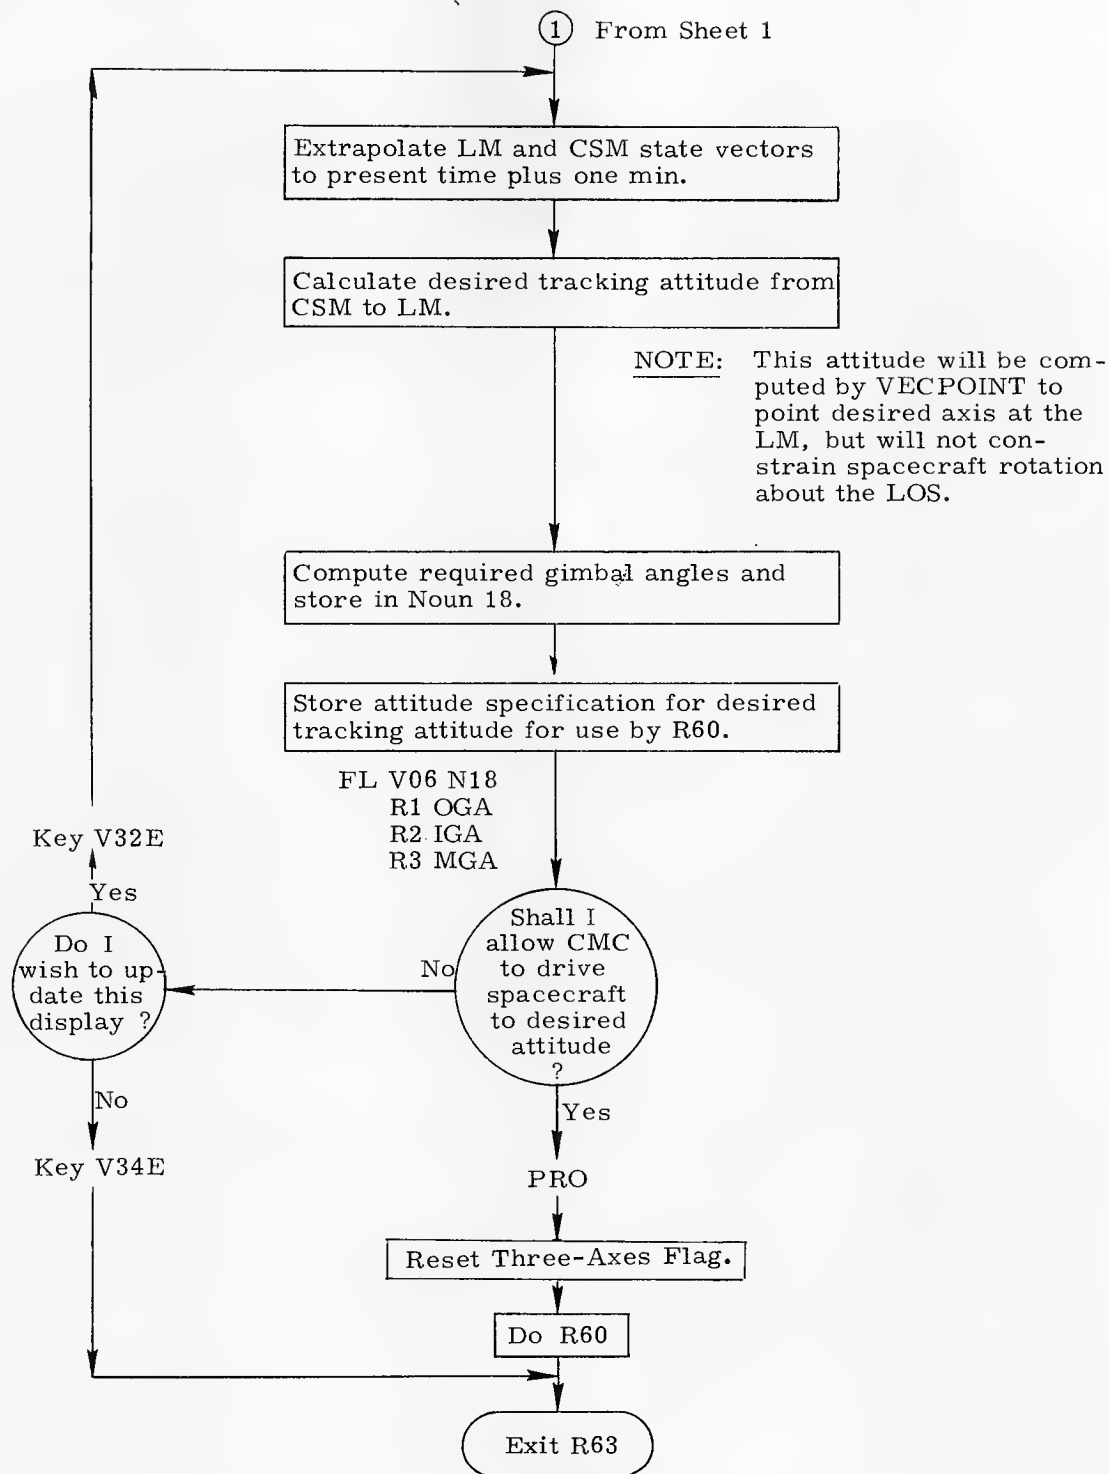 1 From Sheet 1
Extrapolate LM and CSM state vectors
to present time plus one min.
Calculate desired tracking attitude from
CSM to LM.
NOTE: This attitude will be com-
puted by VECPOINT to
point desired axis at the
LM, but will not con-
strain spacecraft rotation
about the LOS.
Compute required gimbal angles and
store in Noun 18.
Store attitude specification for desired
tracking attitude for use by R60.
FL V06 N18
R1 OGA
R2 IGA
R3 MGA
Key V32E
Yes
Do I
wish to up-
date this
display ?
No
Shall I
allow CMC
to drive
spacecraft
to desired
attitude
?
No
Key V34E
Yes
PRO
Reset Three-Axes Flag.
Do R60
Exit R63